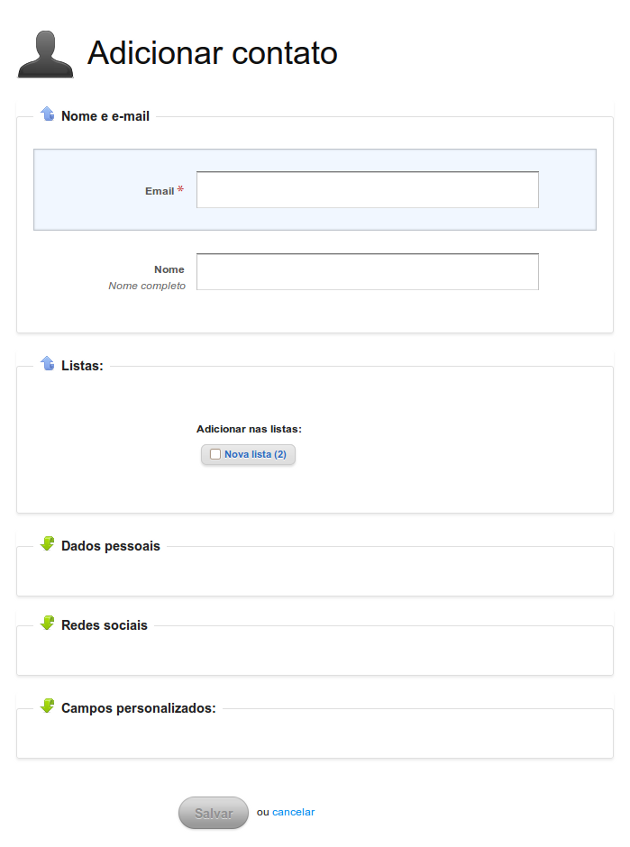 Adicionar contato
Nome e e-mail
Email *
Nome
Nome completo
Listas:
Adicionar nas listas:
Nova lista (2)
Dados pessoais
Redes sociais
Campos personalizados:
Salvar ou cancelar